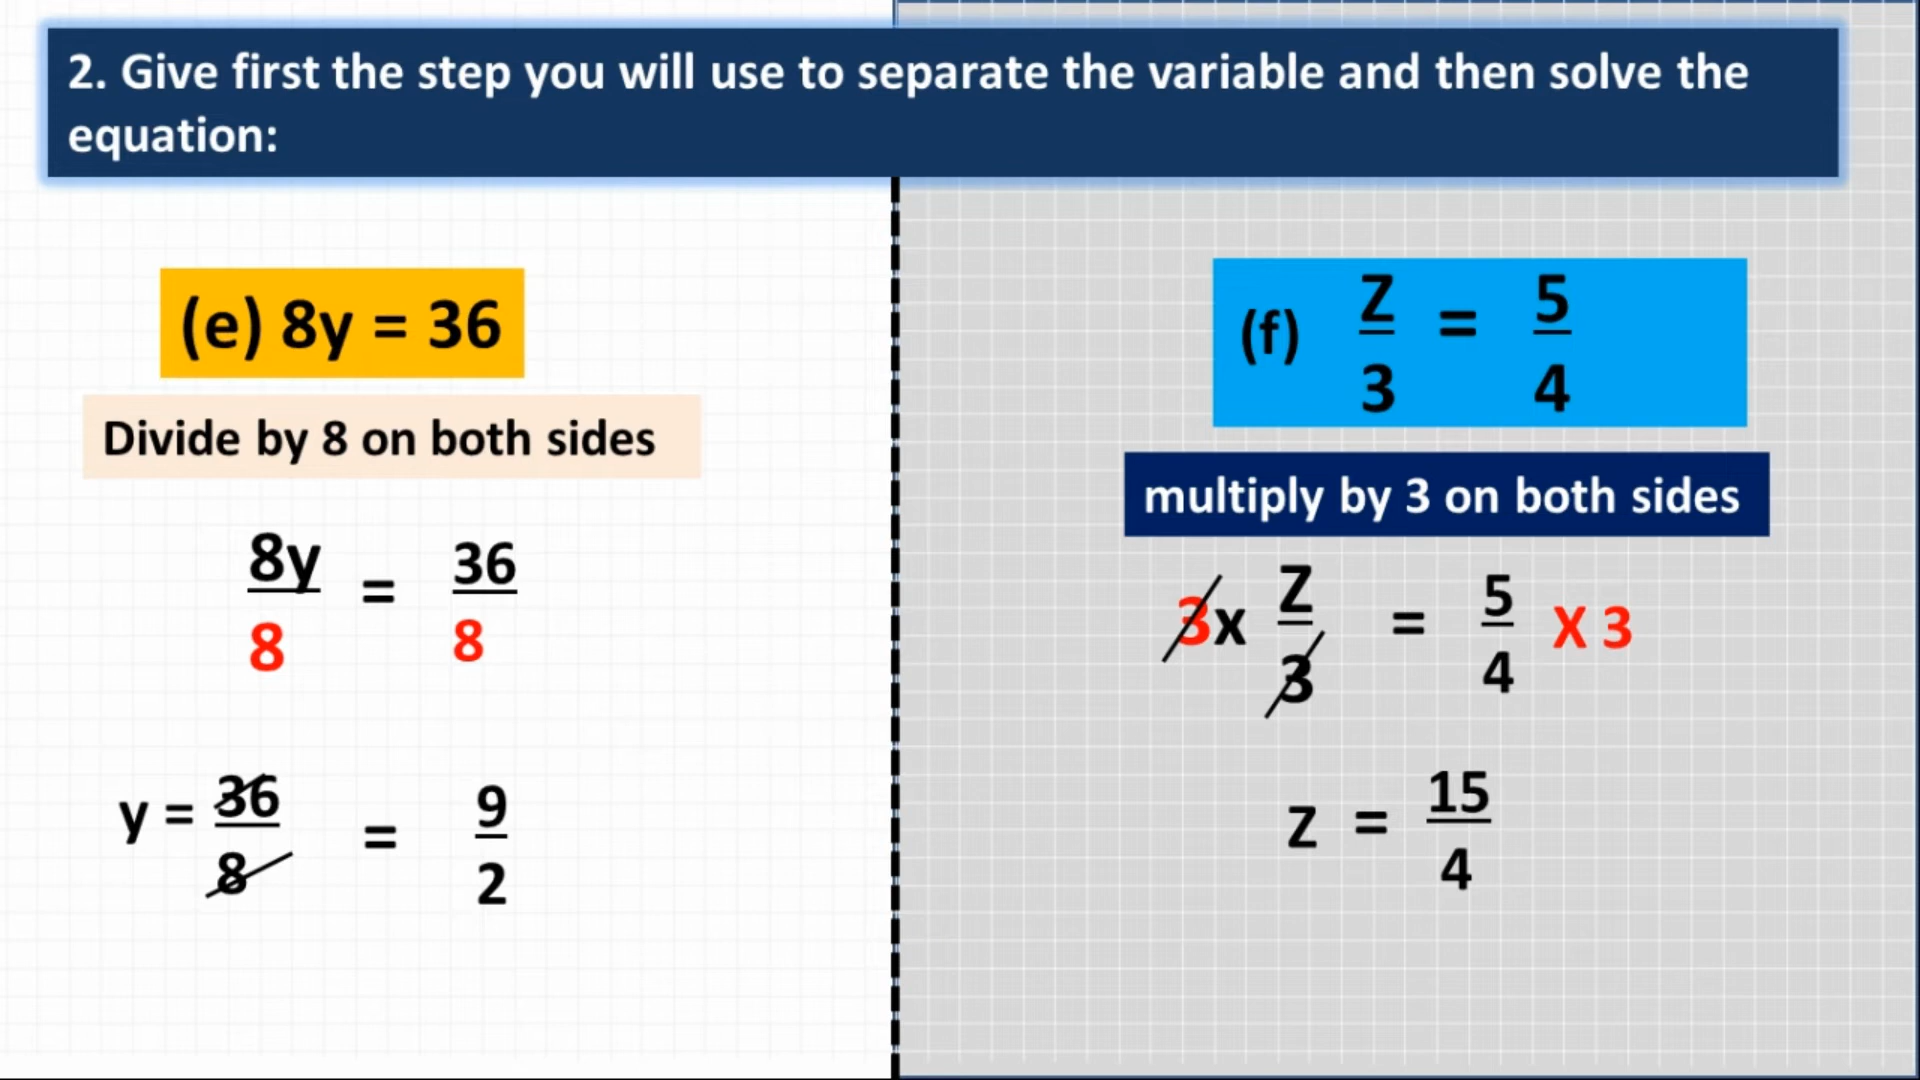 2. Give first the step you will use to separate the variable and then solve the
equation:
(e) 8y = 36
Divide by 8 on both sides
8y/8 = 36/8
y = 36/8 = 9/2
(f) Z/3 = 5/4
multiply by 3 on both sides
3x Z/3 = 5/4 X 3
Z = 15/4